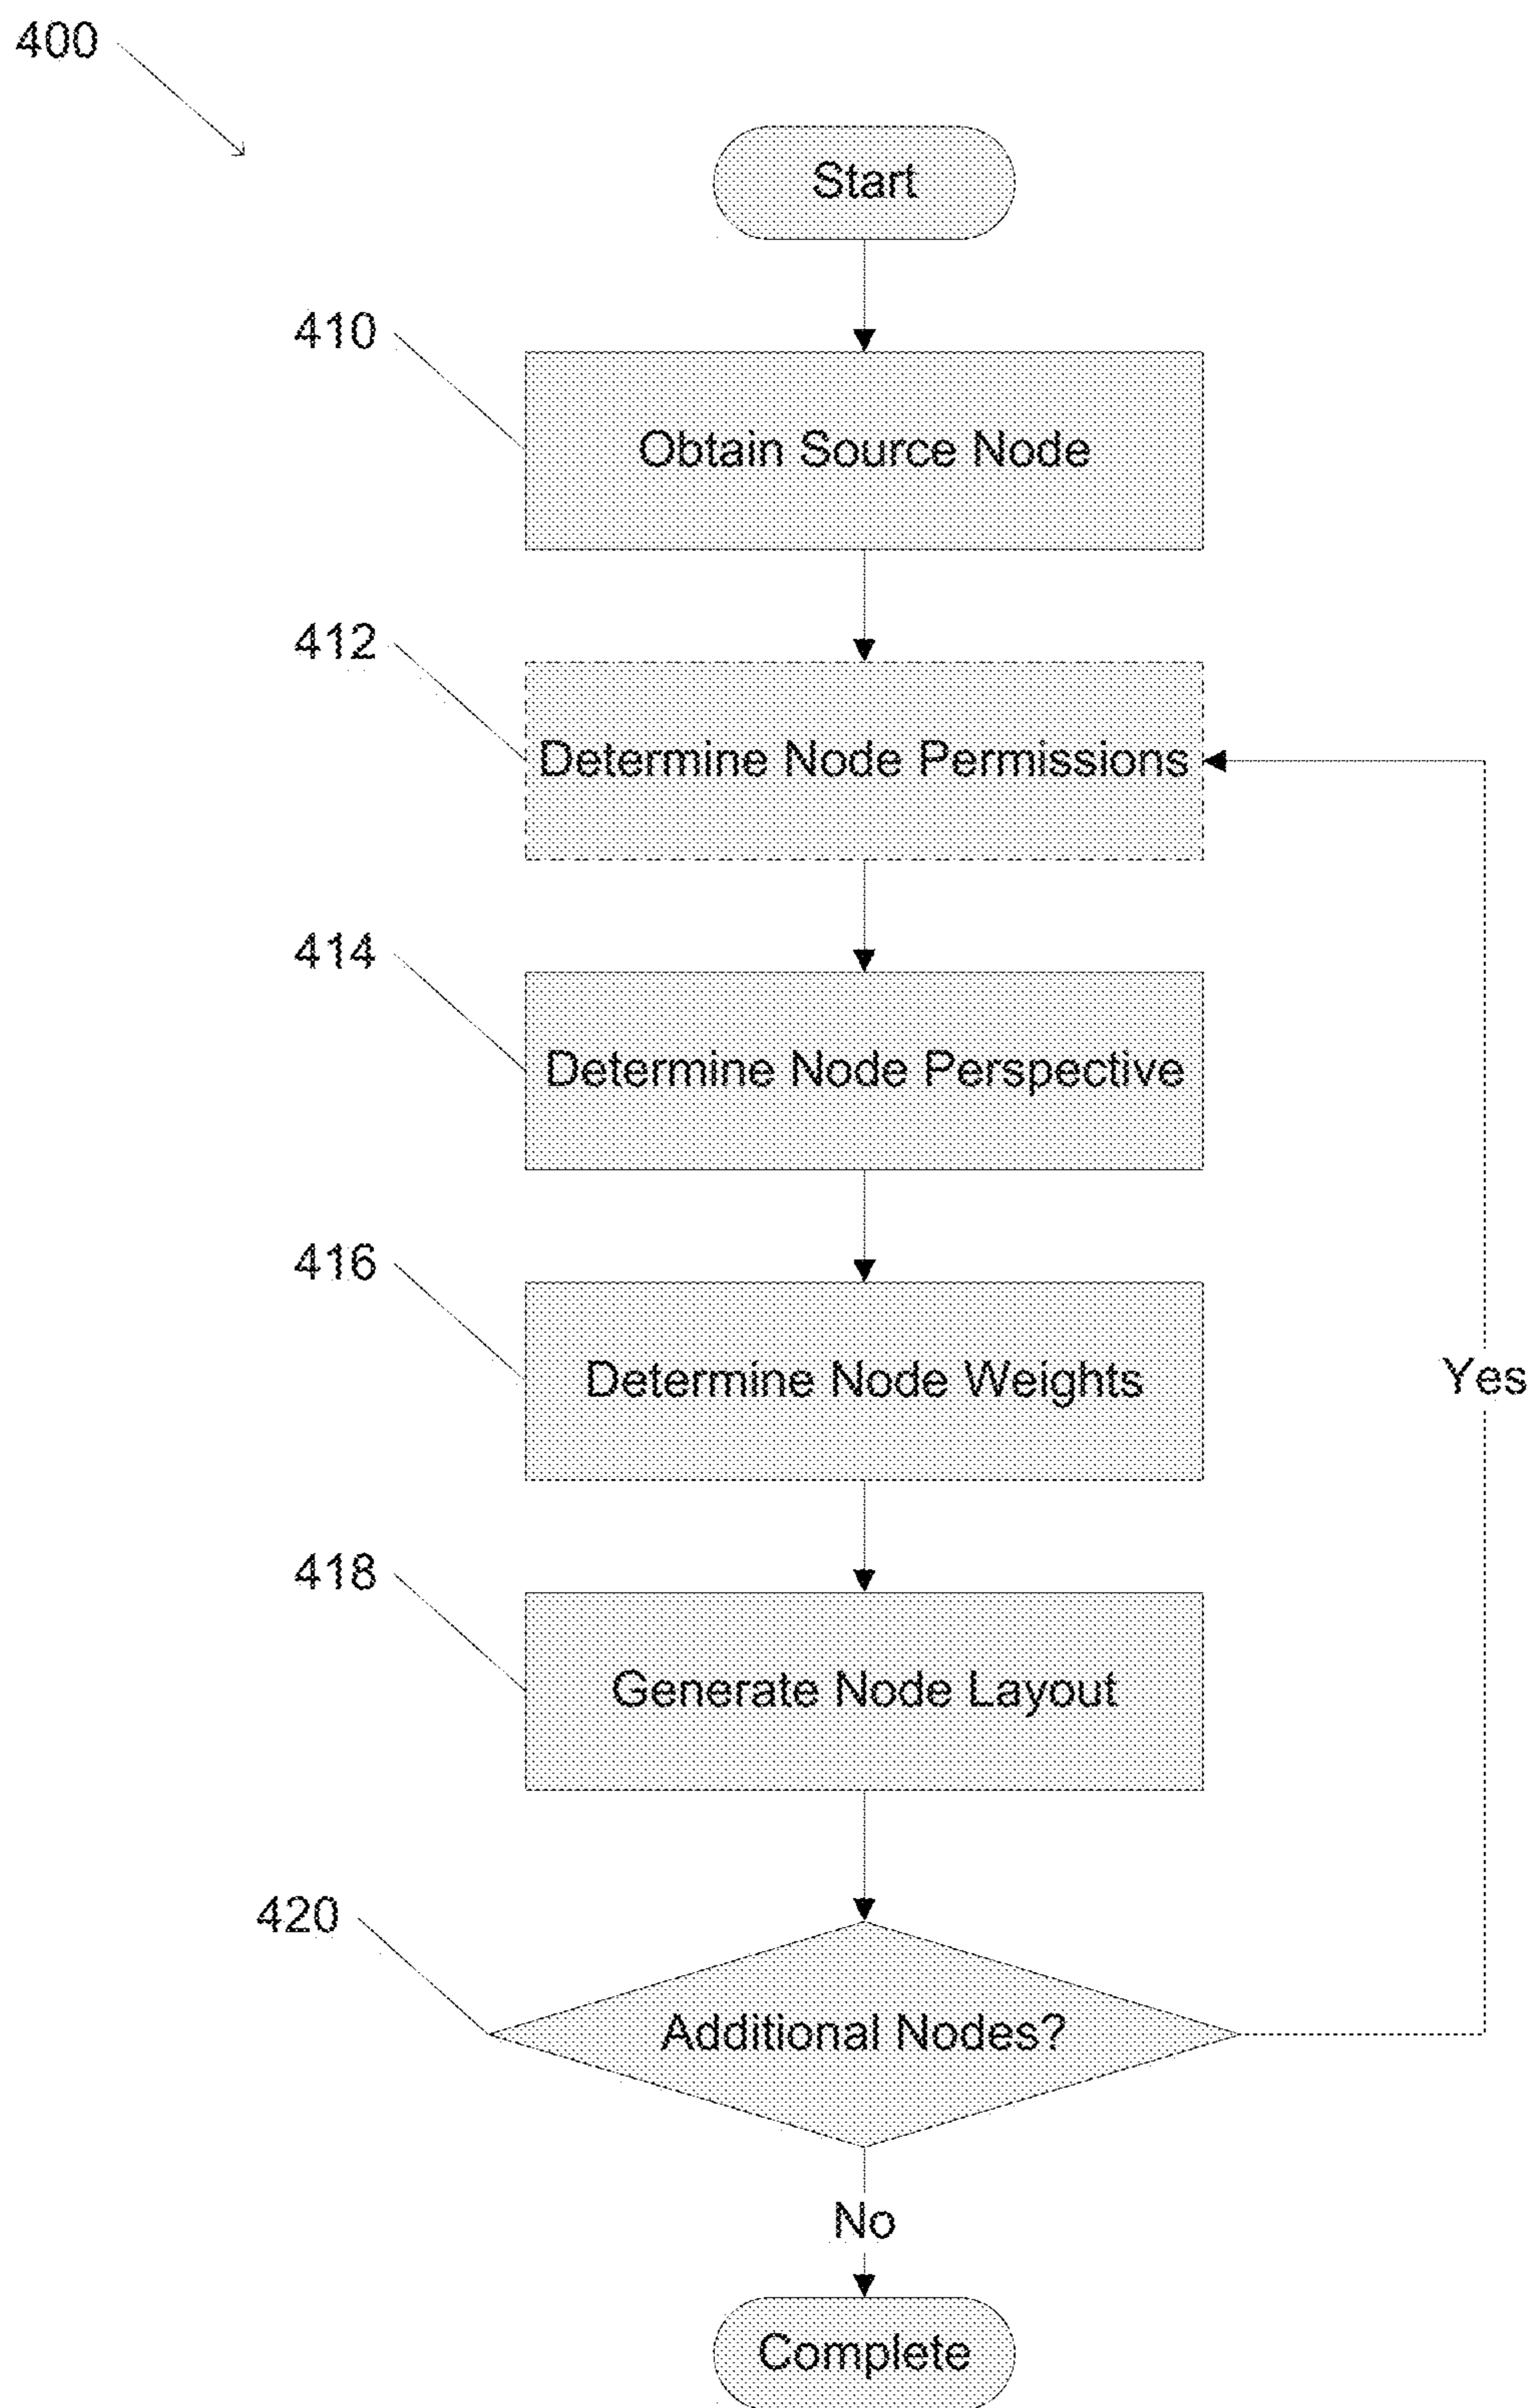 400
Start
410
Obtain Source Node
412
Determine Node Permissions
414
Determine Node Perspective
416
Determine Node Weights
Yes
418
Generate Node Layout
420
Additional Nodes?
No
Complete